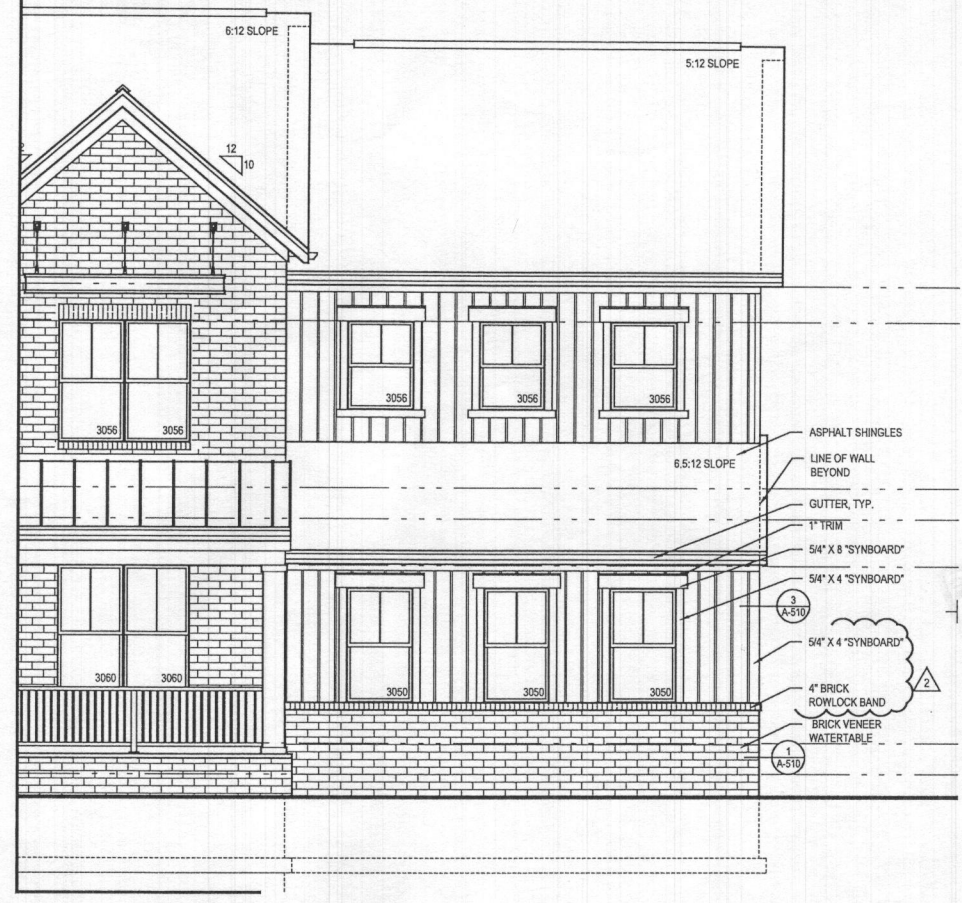 6:12 SLOPE
5:12 SLOPE
12
10
3056
3056
3056
3056
3056
ASPHALT SHINGLES
6.5:12 SLOPE
LINE OF WALL
BEYOND
GUTTER, TYP.
1" TRIM
5/4" X 8 "SYNBOARD"
5/4" X 4 "SYNBOARD"
3
A-510
5/4" X 4 "SYNBOARD"
2
3060
3060
3050
3050
3050
4" BRICK
ROWLOCK BAND
BRICK VENEER
WATERTABLE
1
A-510